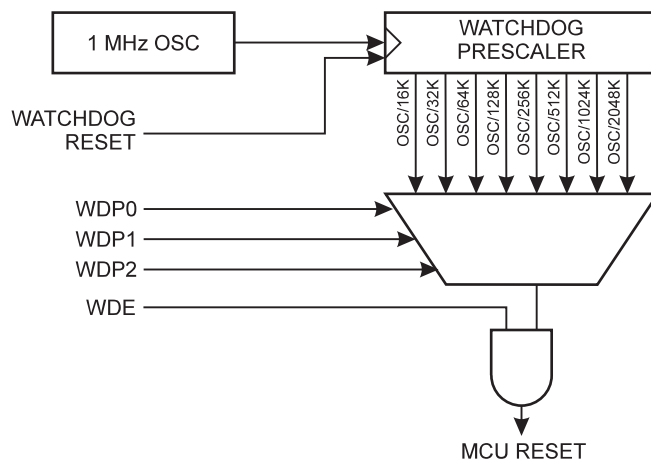 1 MHz OSC
WATCHDOG
PRESCALER
WATCHDOG
RESET
OSC/16K
OSC/32K
OSC/64K
OSC/128K
OSC/256K
OSC/512K
OSC/1024K
OSC/2048K
WDP0
WDP1
WDP2
WDE
MCU RESET